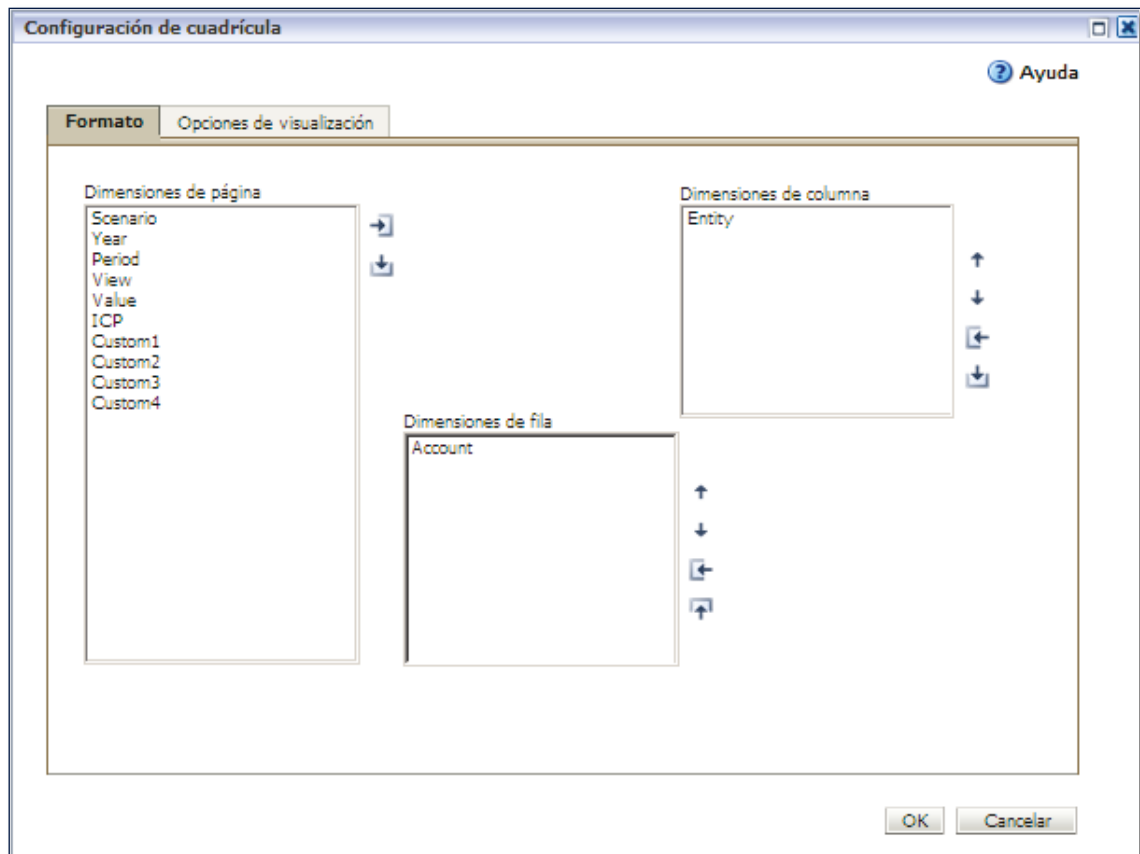 Configuración de cuadrícula
Ayuda
Formato
Opciones de visualización
Dimensiones de página
Scenario
Year
Period
View
Value
ICP
Custom1
Custom2
Custom3
Custom4
Dimensiones de columna
Entity
Dimensiones de fila
Account
OK
Cancelar